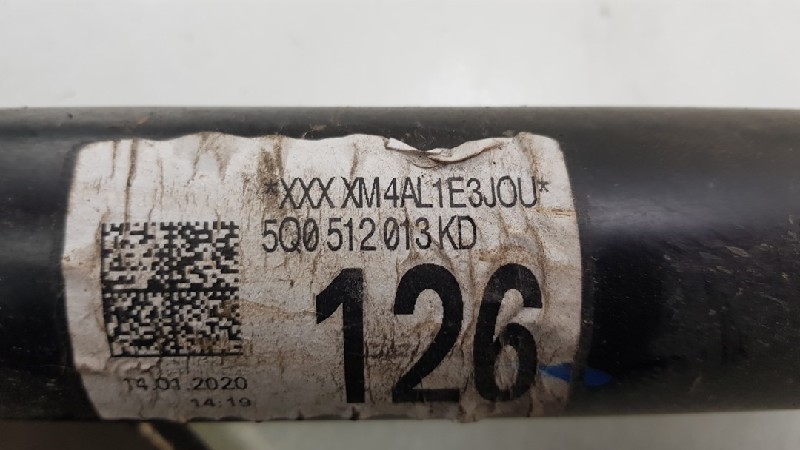 *XXX XM4AL1E3JOU*
5Q0 512 013 KD
126
14.01.2020
14:19